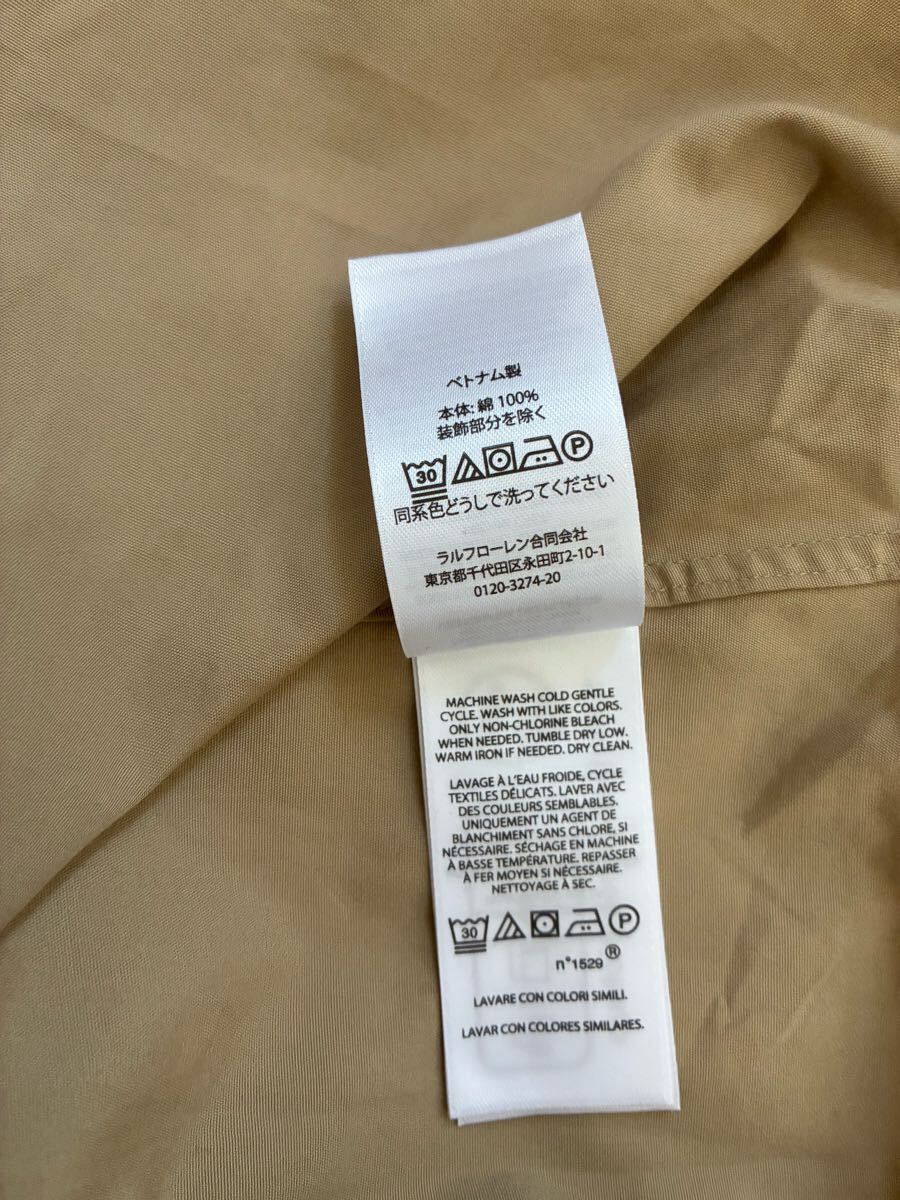 ベトナム製
本体: 綿 100%
装飾部分を除く
30 P
同系色どうしで洗ってください
ラルフローレン合同会社
東京都千代田区永田町2-10-1
0120-3274-20
MACHINE WASH COLD GENTLE
CYCLE. WASH WITH LIKE COLORS.
ONLY NON-CHLORINE BLEACH
WHEN NEEDED. TUMBLE DRY LOW.
WARM IRON IF NEEDED. DRY CLEAN.
LAVAGE À L'EAU FROIDE, CYCLE
TEXTILES DÉLICATS. LAVER AVEC
DES COULEURS SEMBLABLES.
UNIQUEMENT UN AGENT DE
BLANCHIMENT SANS CHLORE, SI
NÉCESSAIRE. SÉCHAGE EN MACHINE
À BASSE TEMPÉRATURE. REPASSER
À FER MOYEN SI NÉCESSAIRE.
NETTOYAGE À SEC.
30 P
n°1529 ®
LAVARE CON COLORI SIMILI.
LAVAR CON COLORES SIMILARES.